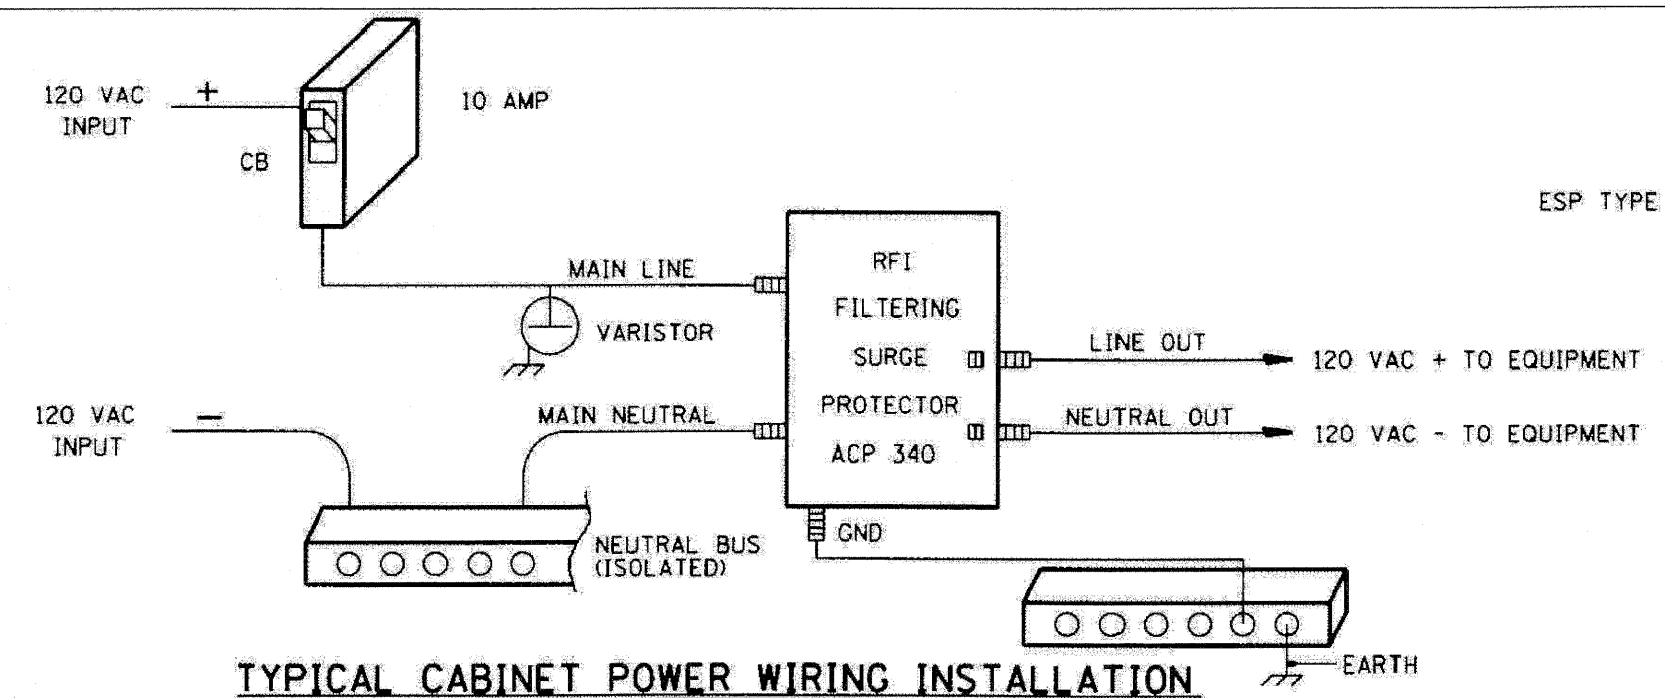 120 VAC +
INPUT
10 AMP
CB
ESP TYPE
MAIN LINE
VARISTOR
RFI
FILTERING
SURGE
PROTECTOR
ACP 340
LINE OUT
120 VAC + TO EQUIPMENT
120 VAC -
INPUT
MAIN NEUTRAL
NEUTRAL OUT
120 VAC - TO EQUIPMENT
NEUTRAL BUS
(ISOLATED)
GND
EARTH
TYPICAL CABINET POWER WIRING INSTALLATION